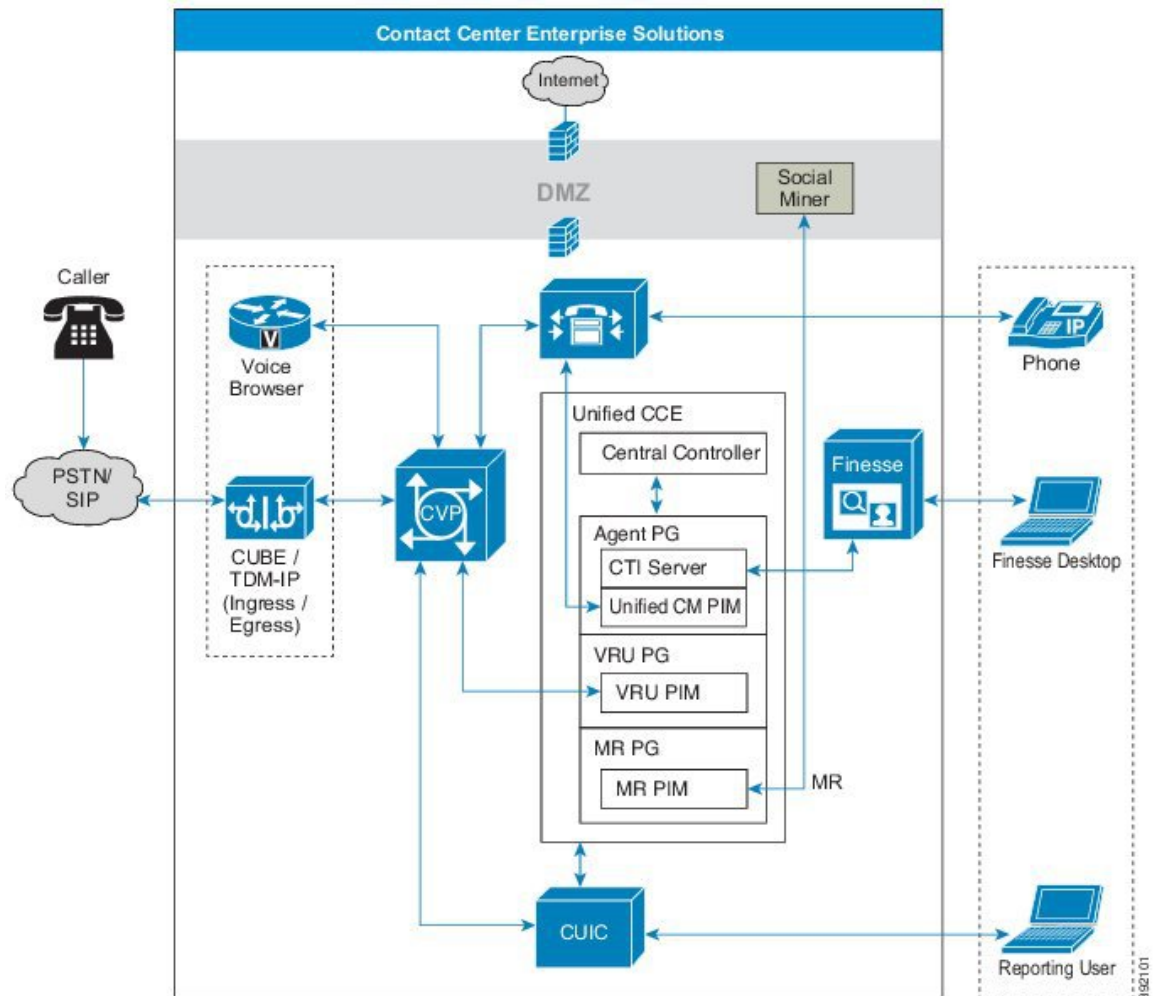 Contact Center Enterprise Solutions
Internet
DMZ
Social
Miner
Caller
Voice
Browser
V
IP
Phone
PSTN/
SIP
CUBE /
TDM-IP
(Ingress /
Egress)
CVP
Unified CCE
Central Controller
Agent PG
CTI Server
Unified CM PIM
VRU PG
VRU PIM
MR PG
MR PIM
MR
Finesse
Finesse Desktop
CUIC
Reporting User